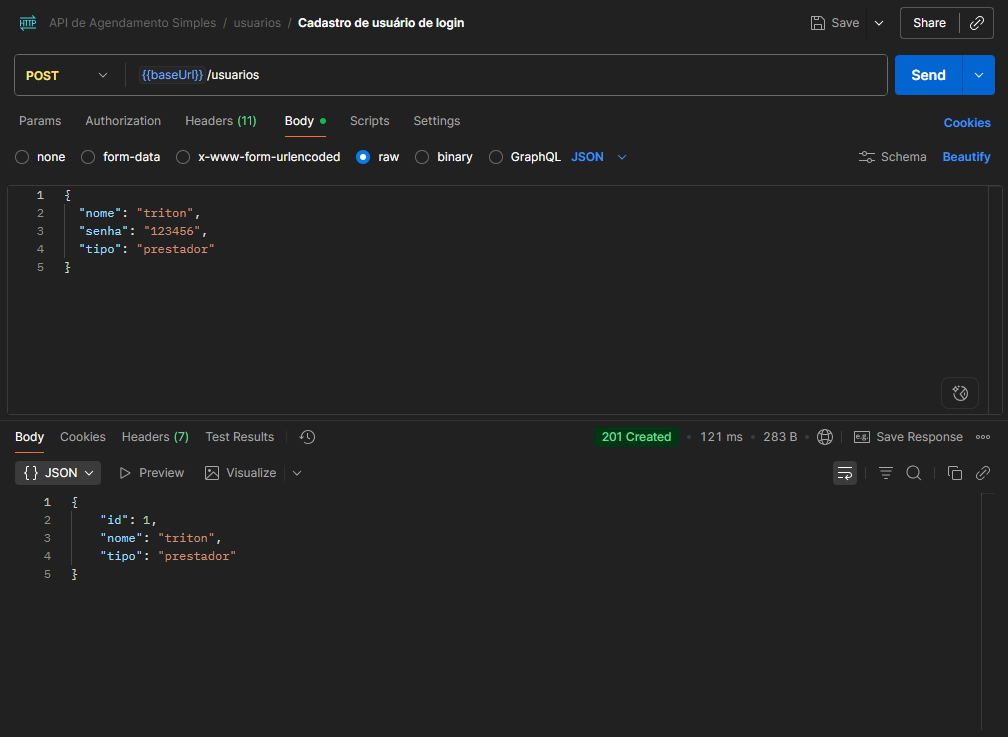 HTTP API de Agendamento Simples / usuarios / Cadastro de usuário de login Save Share
POST {{baseUrl}} /usuarios Send
Params Authorization Headers (11) Body Scripts Settings Cookies
none form-data x-www-form-urlencoded raw binary GraphQL JSON Schema Beautify
1 {
2 "nome": "triton",
3 "senha": "123456",
4 "tipo": "prestador"
5 }
Body Cookies Headers (7) Test Results 201 Created • 121 ms • 283 B • e.g. Save Response
{} JSON Preview Visualize
1 {
2 "id": 1,
3 "nome": "triton",
4 "tipo": "prestador"
5 }